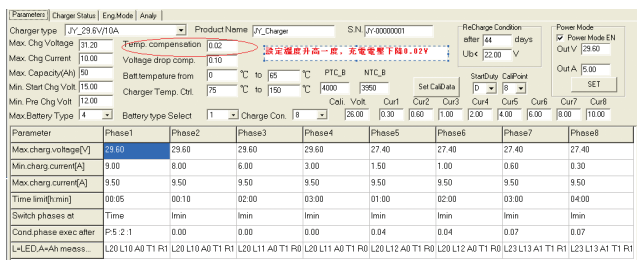 Parameters Charger Status Eng.Mode Analy
Charger type JY_29.6V/10A Product Name JY_Charger S.N. JY-00000001
Max. Chg Voltage 31.20 Temp. compensation 0.02
設定溫度升高一度，充電電壓下降0.02V
Max. Chg Current 10.00 Voltage drop comp. 0.10
Max. Capacity(Ah) 50 Batt.tempature from 0 °C to 65 °C PTC_B NTC_B
Min. Start Chg Volt. 15.00 Charger Temp. Ctrl. 75 °C to 150 °C 4000 3950 Set CaliData
Min. Pre Chg Volt 12.00
Max.Battery Type 4 Battery type Select 1 Charge Con. 8
ReCharge Condition
after 44 days
Ub< 22.00 V
Power Mode
Power Mode EN
Out V 29.60
Out A 5.00
SET
StartDuty CaliPoint
D 8
Cali. Volt. Cur1 Cur2 Cur3 Cur4 Cur5 Cur6 Cur7 Cur8
26.00 0.30 0.60 1.00 2.00 4.00 6.00 8.00 10.00
Parameter Phase1 Phase2 Phase3 Phase4 Phase5 Phase6 Phase7 Phase8
Max.charg.voltage[V] 29.60 29.60 29.60 29.60 27.40 27.40 27.40 27.40
Min.charg.current[A] 9.00 8.00 6.00 3.00 1.50 1.00 0.60 0.30
Max.charg.current[A] 9.50 9.50 9.50 9.50 9.50 9.50 9.50 9.50
Time limit[h:min] 00:05 00:10 02:00 03:00 01:00 02:00 03:00 04:00
Switch phases at Time Imin Imin Imin Imin Imin Imin Imin
Cond.phase exec after P:5 :2 :1 0.00 0.00 0.00 0.04 0.04 0.07 0.07
L=LED,A=Ah meass... L20 L10 A0 T1 R1 L20 L10 A0 T1 R1 L20 L11 A0 T1 R0 L20 L11 A0 T1 R0 L20 L12 A0 T1 R0 L20 L12 A0 T1 R0 L23 L13 A1 T1 R1 L23 L13 A1 T1 R1